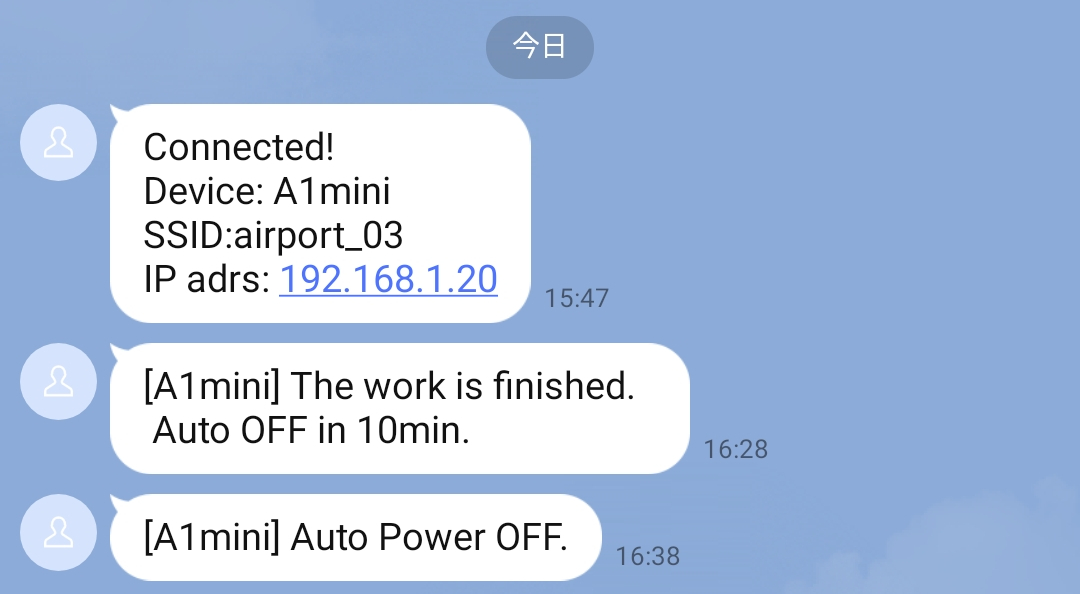 今日
Connected!
Device: A1mini
SSID:airport_03
IP adrs: 192.168.1.20
15:47
[A1mini] The work is finished.
Auto OFF in 10min.
16:28
[A1mini] Auto Power OFF.
16:38